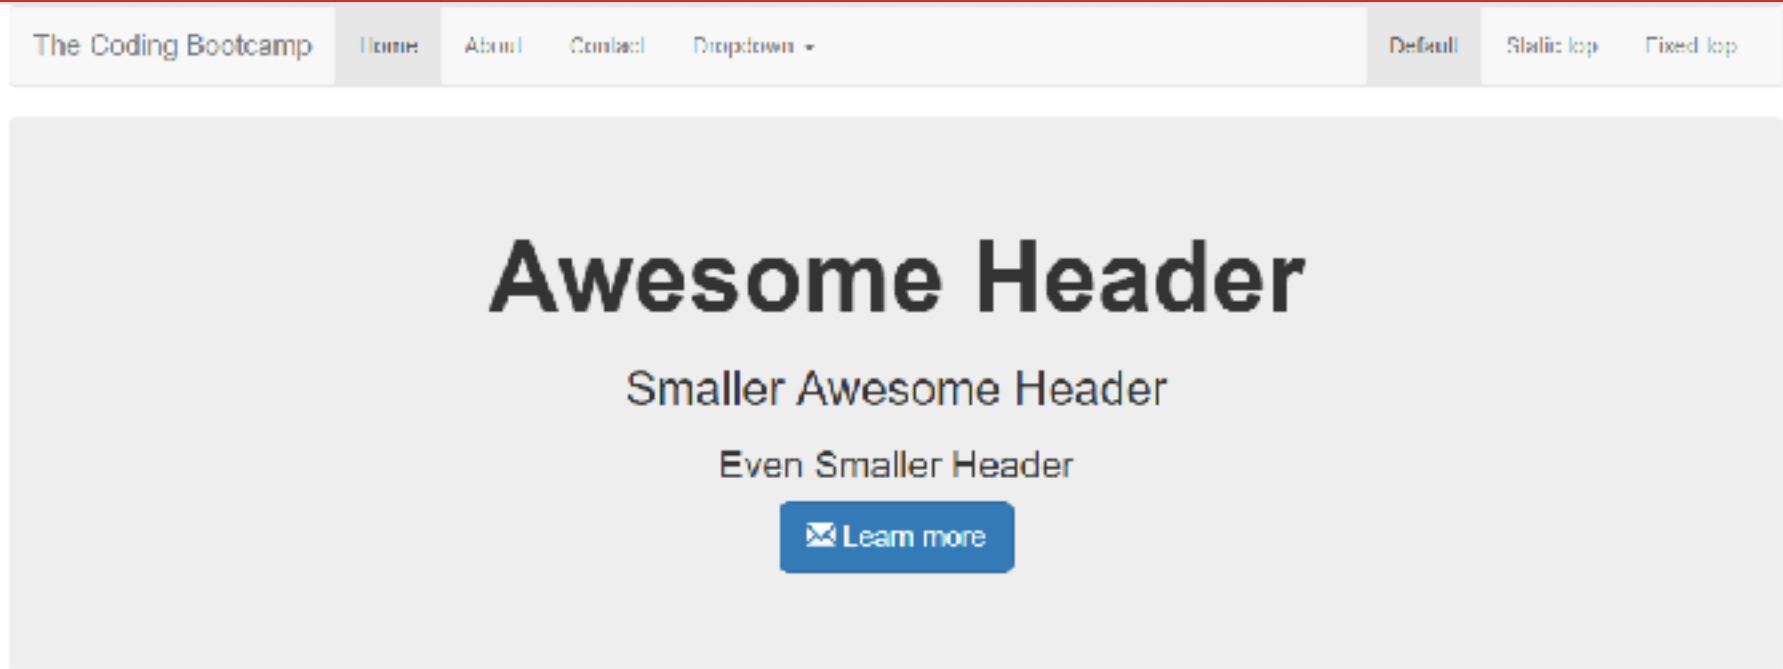 The Coding Bootcamp Home About Contact Dropdown Default Static top Fixed top
Awesome Header
Smaller Awesome Header
Even Smaller Header
Learn more